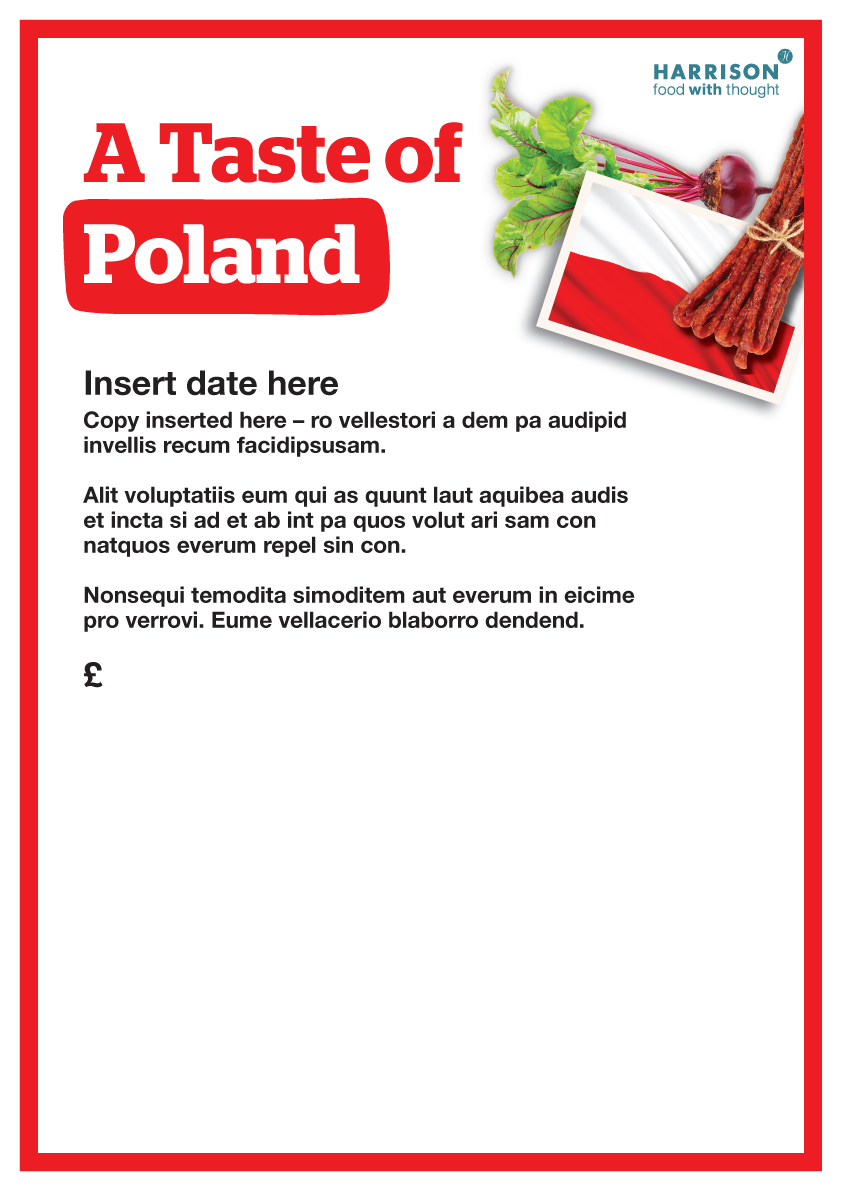 HARRISON
food with thought
A Taste of
Poland
Insert date here
Copy inserted here – ro vellestori a dem pa audipid
invellis recum facidipsusam.
Alit voluptatiis eum qui as quunt laut aquibea audis
et incta si ad et ab int pa quos volut ari sam con
natquos everum repel sin con.
Nonsequi temodita simoditem aut everum in eicime
pro verrovi. Eume vellacerio blaborro dendend.
£